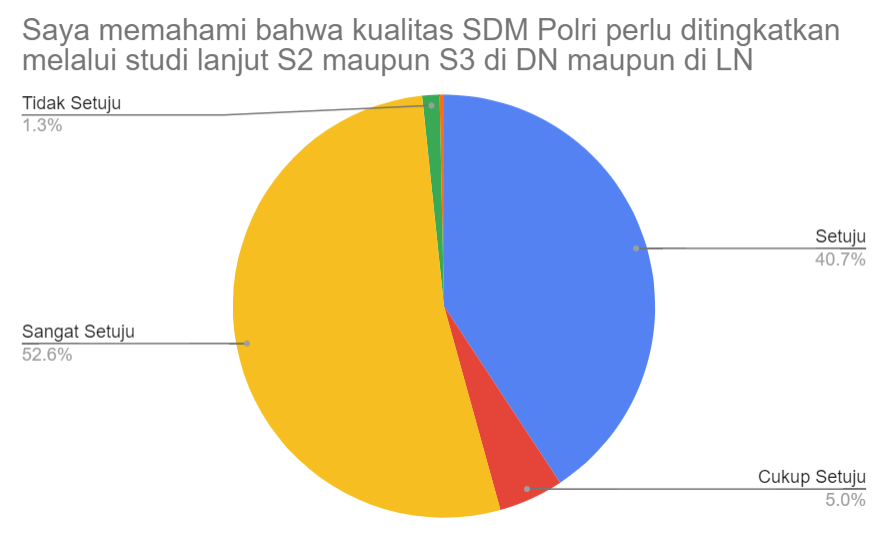 Saya memahami bahwa kualitas SDM Polri perlu ditingkatkan
melalui studi lanjut S2 maupun S3 di DN maupun di LN
Tidak Setuju
1.3%
Setuju
40.7%
Sangat Setuju
52.6%
Cukup Setuju
5.0%